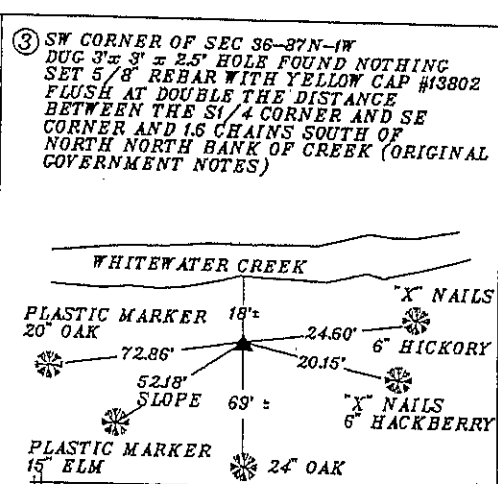 ③ SW CORNER OF SEC 36-87N-1W
DUG 3'x 3' x 2.5' HOLE FOUND NOTHING
SET 5/8" REBAR WITH YELLOW CAP #13802
FLUSH AT DOUBLE THE DISTANCE
BETWEEN THE S1/4 CORNER AND SE
CORNER AND 1.6 CHAINS SOUTH OF
NORTH NORTH BANK OF CREEK (ORIGINAL
GOVERNMENT NOTES)
WHITEWATER CREEK
"X" NAILS
6" HICKORY
PLASTIC MARKER
20" OAK
18'±
24.60'
72.86'
20.15'
52.18'
SLOPE
69' ±
"X" NAILS
6" HACKBERRY
PLASTIC MARKER
15" ELM
24" OAK